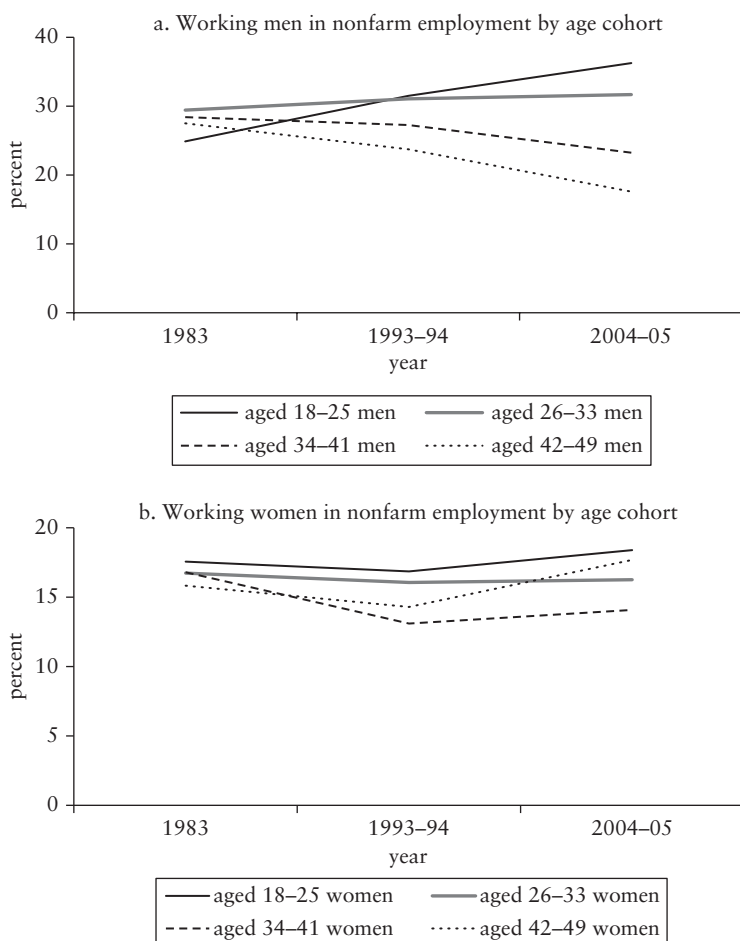 a. Working men in nonfarm employment by age cohort
40
30
20
10
0
percent
1983
1993–94
2004–05
year
aged 18–25 men
aged 26–33 men
aged 34–41 men
aged 42–49 men
b. Working women in nonfarm employment by age cohort
20
15
10
5
0
percent
1983
1993–94
2004–05
year
aged 18–25 women
aged 26–33 women
aged 34–41 women
aged 42–49 women